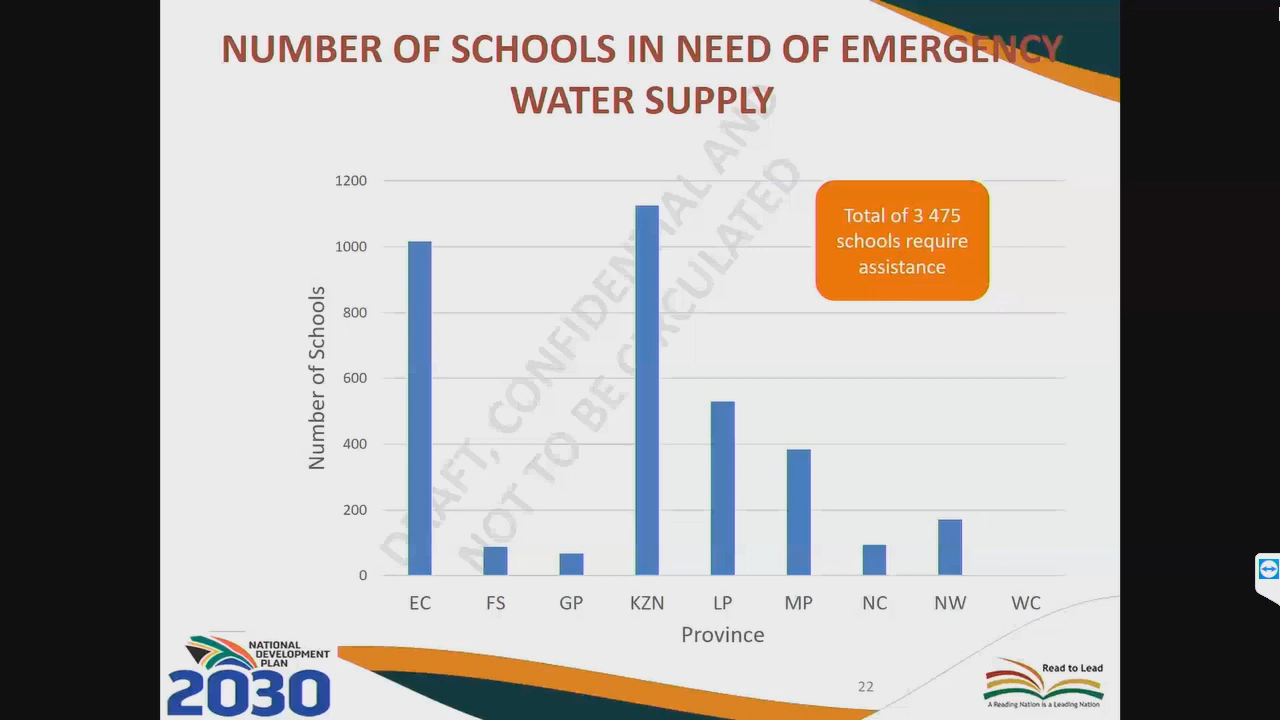 NUMBER OF SCHOOLS IN NEED OF EMERGENCY
WATER SUPPLY
DRAFT, CONFIDENTIAL AND
NOT TO BE CIRCULATED
Total of 3 475
schools require
assistance
Number of Schools
1200
1000
800
600
400
200
0
EC FS GP KZN LP MP NC NW WC
Province
NATIONAL
DEVELOPMENT
PLAN
2030
22
Read to Lead
A Reading Nation is a Leading Nation